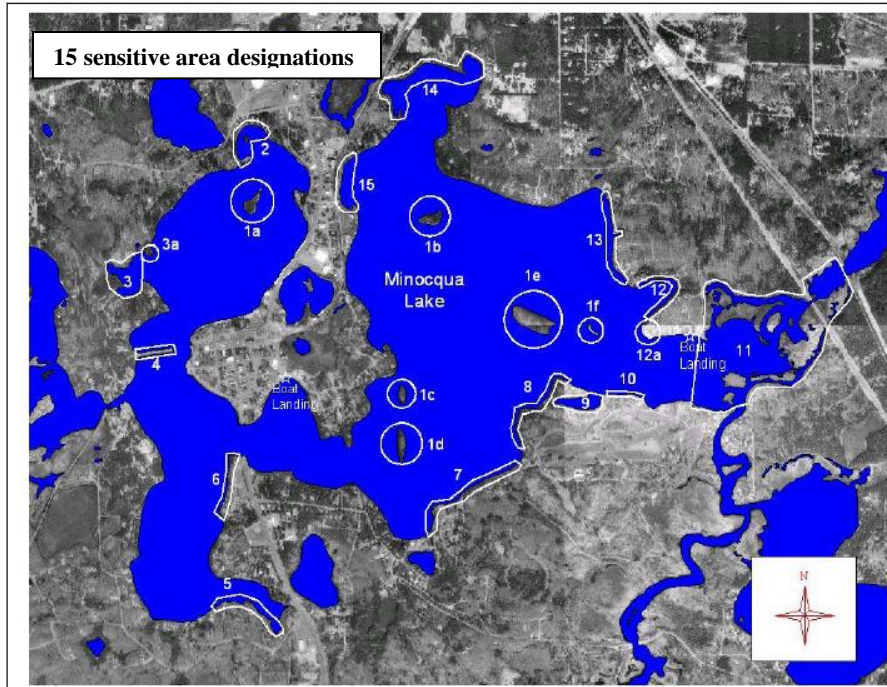 15 sensitive area designations
14
2
15
1a
1b
3a
13
3
Minocqua
Lake
1e
1f
12
12a
Boat
Landing
11
4
8
10
9
Boat
Landing
1c
1d
7
6
5
N